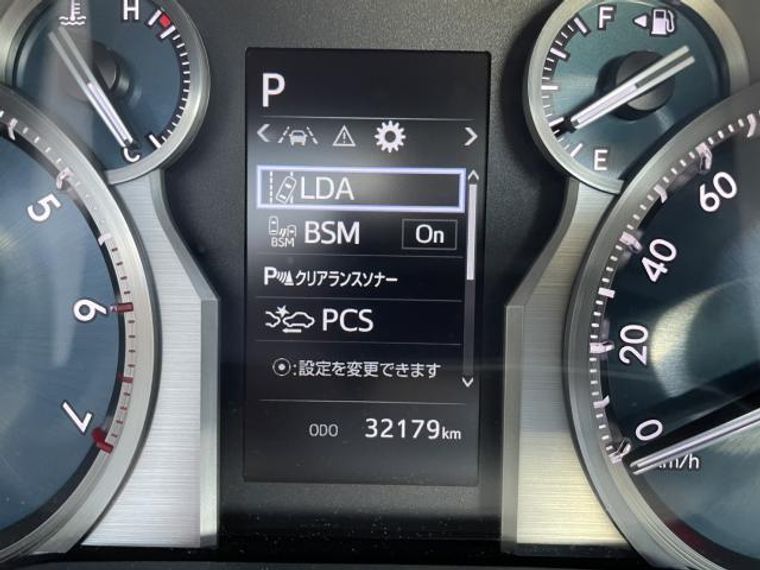 H
C
F
E
P
LDA
BSM On
BSM
クリアランスソナー
PCS
:設定を変更できます
ODO 32179km
5
6
7
60
40
20
0
km/h